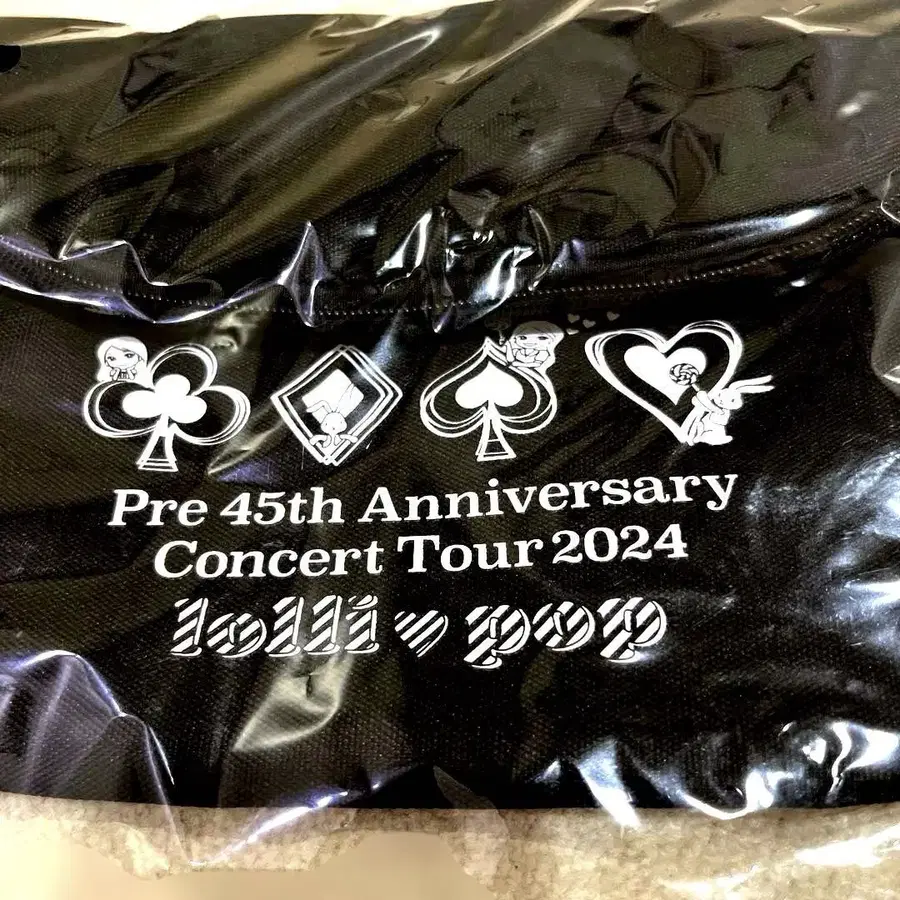 Pre 45th Anniversary
Concert Tour 2024
lolli♥pop